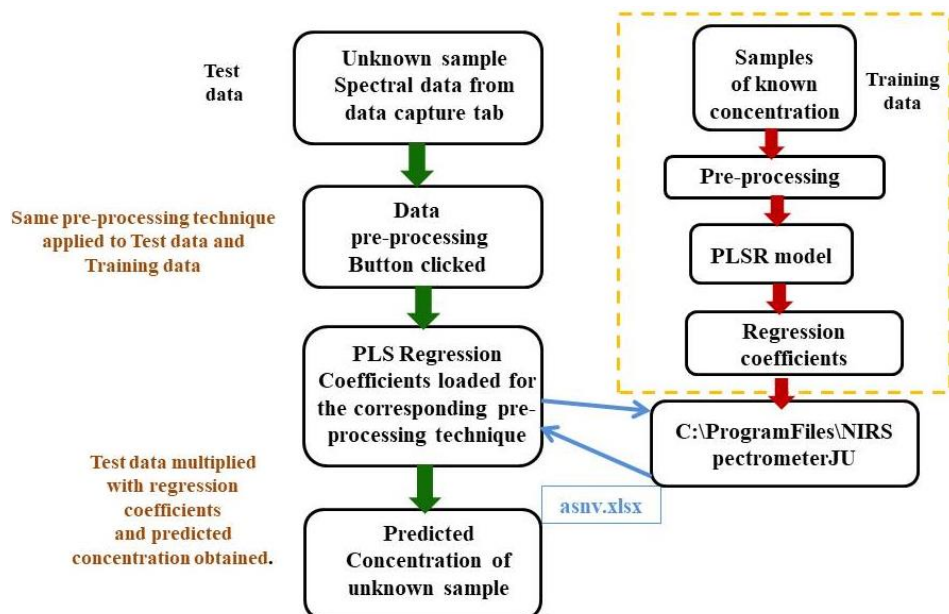 Test
data
Unknown sample
Spectral data from
data capture tab
Samples
of known
concentration
Training
data
Pre-processing
Same pre-processing technique
applied to Test data and
Training data
Data
pre-processing
Button clicked
PLSR model
Regression
coefficients
PLS Regression
Coefficients loaded for
the corresponding pre-
processing technique
C:\ProgramFiles\NIRS
pectrometerJU
asnv.xlsx
Test data multiplied
with regression
coefficients
and predicted
concentration obtained.
Predicted
Concentration of
unknown sample